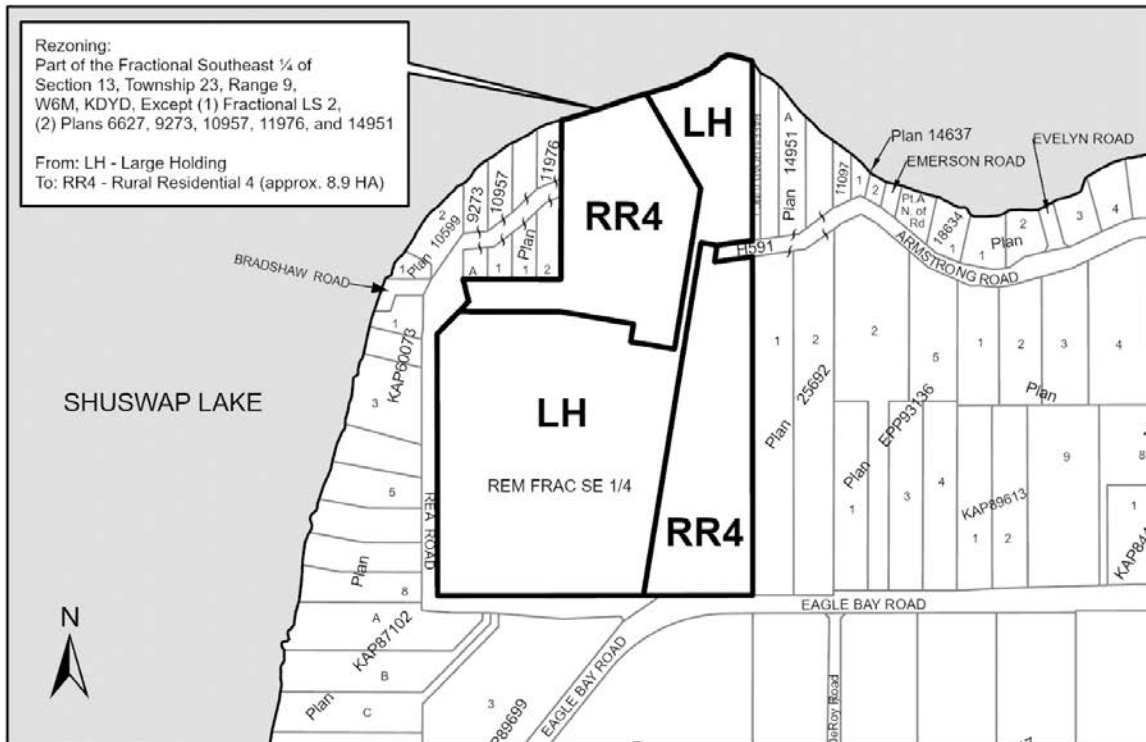 Rezoning:
Part of the Fractional Southeast ¼ of
Section 13, Township 23, Range 9,
W6M, KDYD, Except (1) Fractional LS 2,
(2) Plans 6627, 9273, 10957, 11976, and 14951
From: LH - Large Holding
To: RR4 - Rural Residential 4 (approx. 8.9 HA)
LH
RR4
A
Plan 14951
11097
1
2
Plan 14637
EMERSON ROAD
EVELYN ROAD
Pt.A
N. of
Rd
18634
1
1
Plan
2
3
4
ARMSTRONG ROAD
H591
2
Plan 10599
1
9273
10957
11976
Plan
A
1
1
2
BRADSHAW ROAD
1
KAP60073
3
5
Plan
8
SHUSWAP LAKE
LH
REM FRAC SE 1/4
REA ROAD
RR4
1
2
Plan 25692
2
5
Plan EPP93136
1
3
4
1
2
3
4
Plan
KAP89613
1
2
9
8
1
KAP844
EAGLE BAY ROAD
EAGLE BAY ROAD
A
KAP87102
B
Plan
C
3
P89699
DeRoy Road
N